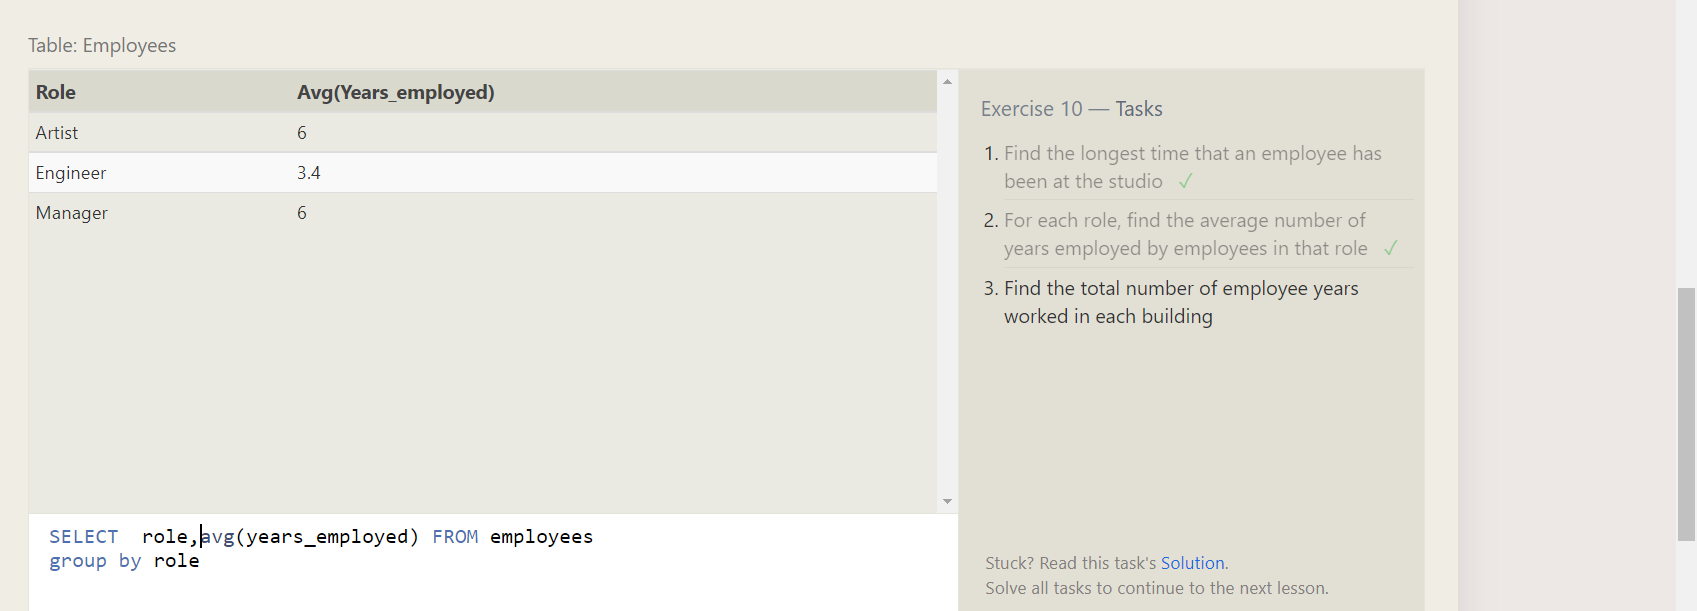 Table: Employees
Role Avg(Years_employed)
Artist 6
Engineer 3.4
Manager 6
SELECT  role,avg(years_employed) FROM employees
group by role
Exercise 10 — Tasks
1. Find the longest time that an employee has
been at the studio ✓
2. For each role, find the average number of
years employed by employees in that role ✓
3. Find the total number of employee years
worked in each building
Stuck? Read this task's Solution.
Solve all tasks to continue to the next lesson.